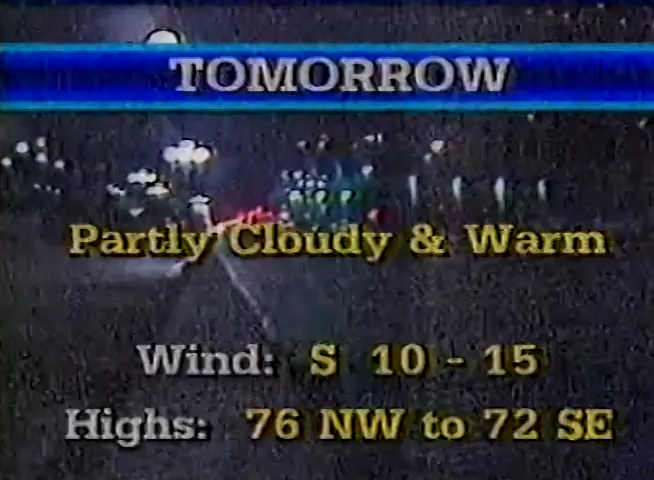 TOMORROW
Partly Cloudy & Warm
Wind: S 10 - 15
Highs: 76 NW to 72 SE